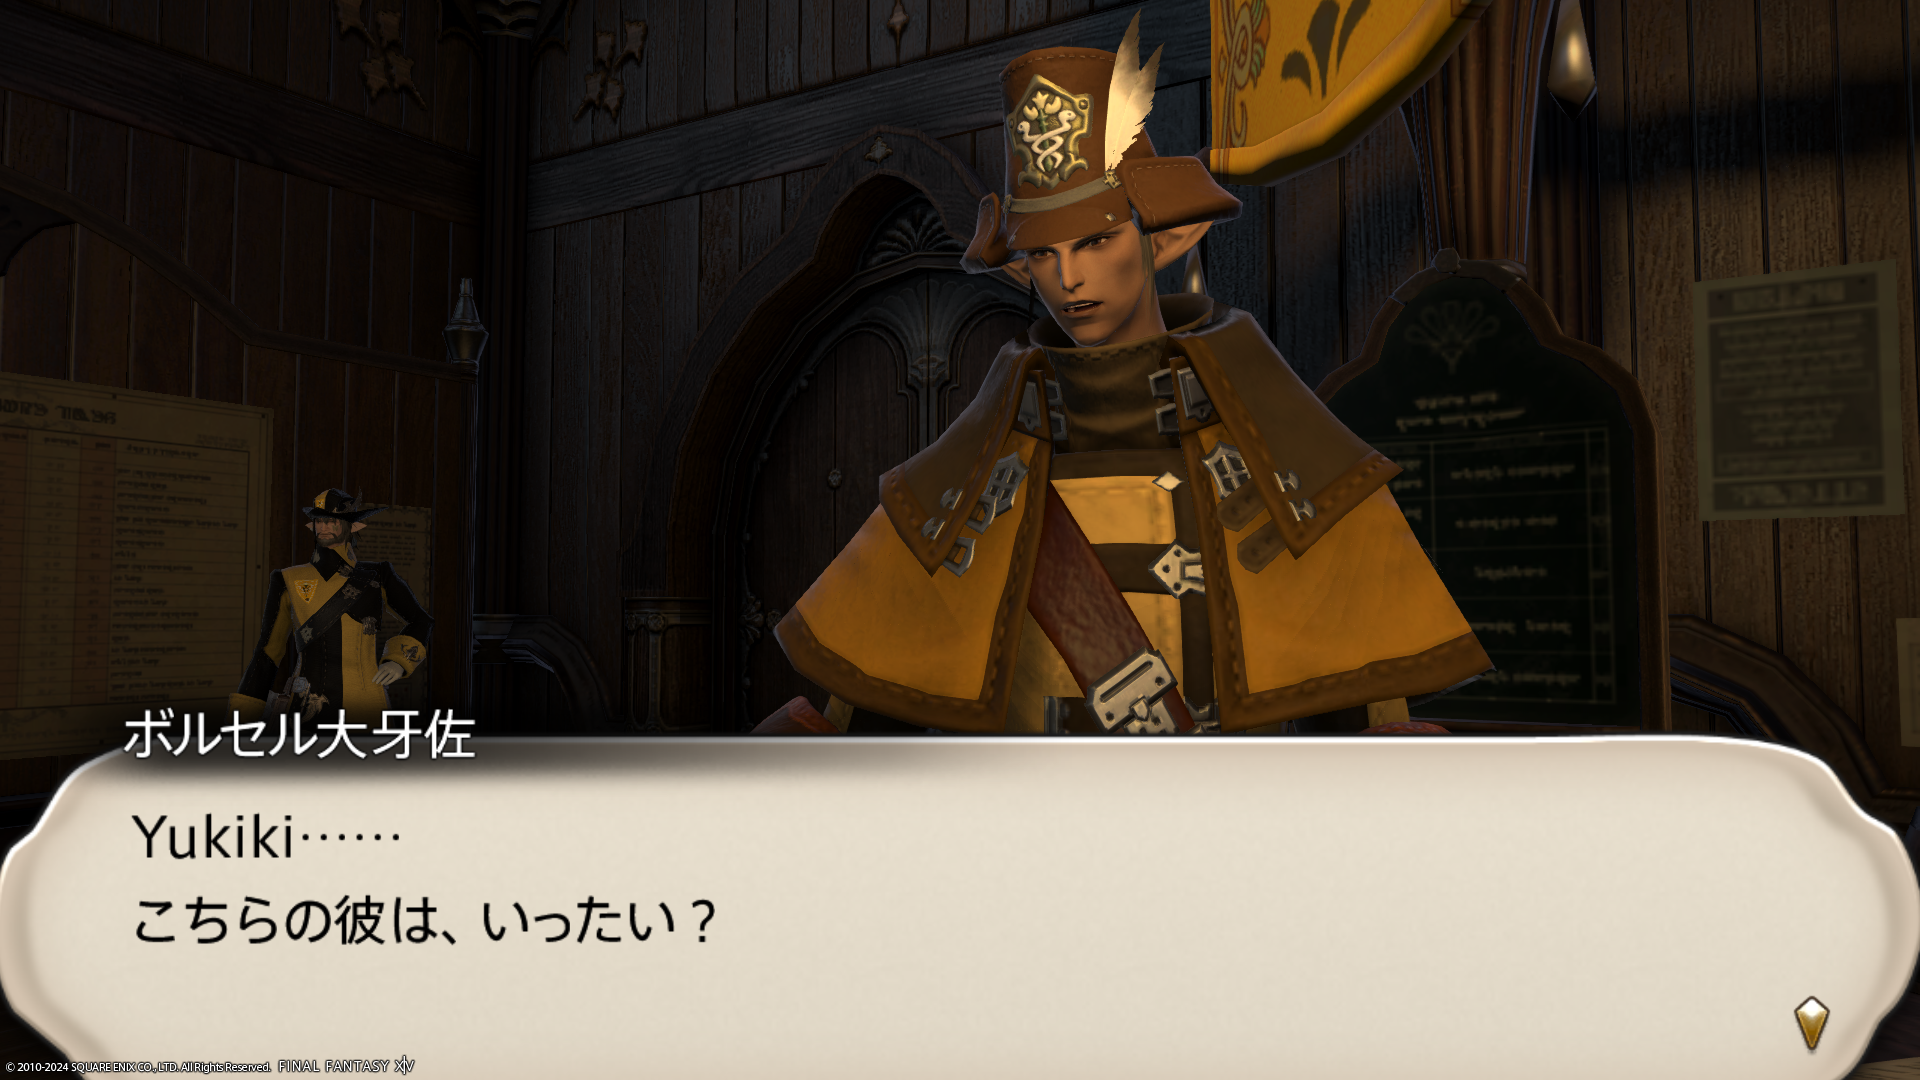 ボルセル大牙佐
Yukiki……
こちらの彼は、いったい？
© 2010-2024 SQUARE ENIX CO., LTD. All Rights Reserved. FINAL FANTASY XIV